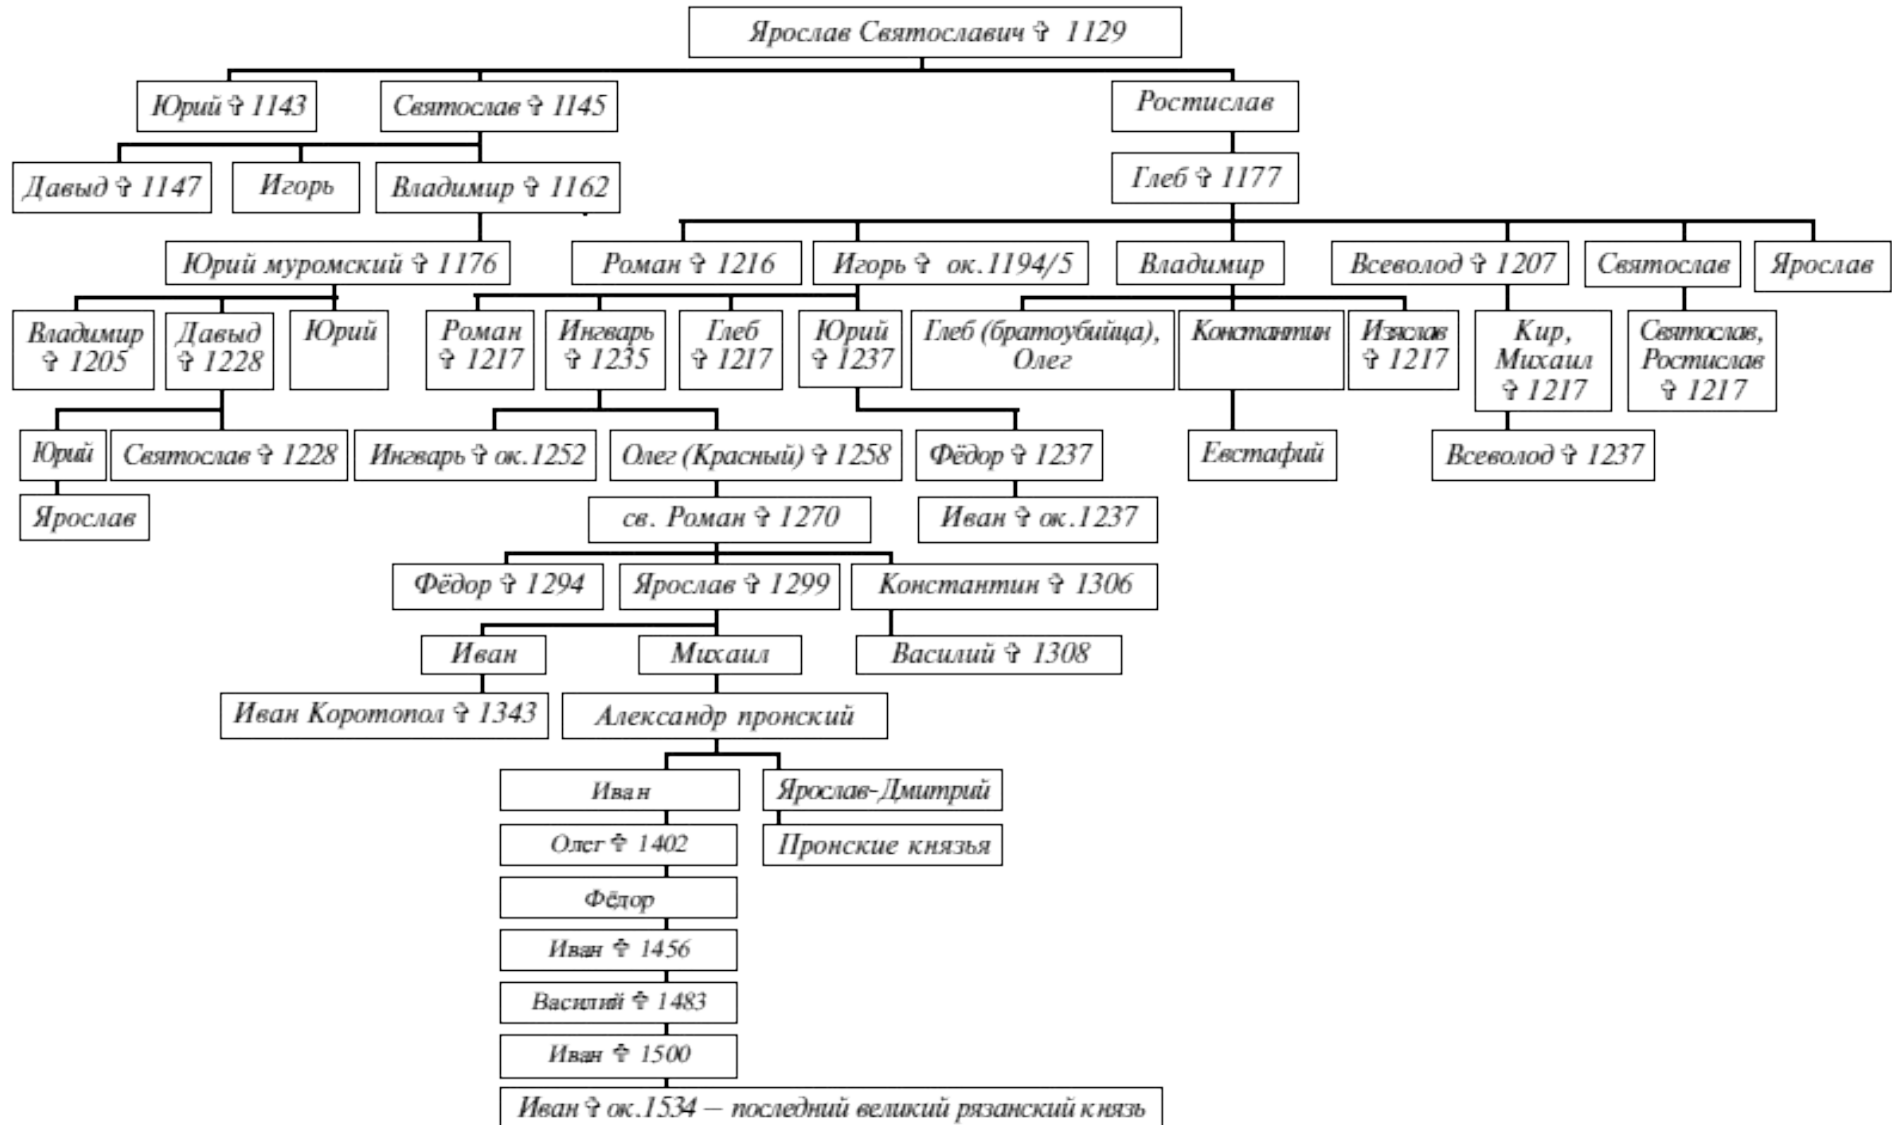 Ярослав Святославич ✞ 1129
Юрий ✞ 1143
Святослав ✞ 1145
Ростислав
Давыд ✞ 1147
Игорь
Владимир ✞ 1162
Глеб ✞ 1177
Юрий муромский ✞ 1176
Роман ✞ 1216
Игорь ✞ ок.1194/5
Владимир
Всеволод ✞ 1207
Святослав
Ярослав
Владимир
✞ 1205
Давыд
✞ 1228
Юрий
Роман
✞ 1217
Ингварь
✞ 1235
Глеб
✞ 1217
Юрий
✞ 1237
Глеб (братоубийца),
Олег
Константин
Изяслав
✞ 1217
Кир,
Михаил
✞ 1217
Святослав,
Ростислав
✞ 1217
Юрий
Святослав ✞ 1228
Ингварь ✞ ок.1252
Олег (Красный) ✞ 1258
Фёдор ✞ 1237
Евстафий
Всеволод ✞ 1237
Ярослав
св. Роман ✞ 1270
Иван ✞ ок.1237
Фёдор ✞ 1294
Ярослав ✞ 1299
Константин ✞ 1306
Иван
Михаил
Василий ✞ 1308
Иван Коротопол ✞ 1343
Александр пронский
Иван
Ярослав-Дмитрий
Олег ✞ 1402
Пронские князья
Фёдор
Иван ✞ 1456
Василий ✞ 1483
Иван ✞ 1500
Иван ✞ ок.1534 – последний великий рязанский князь